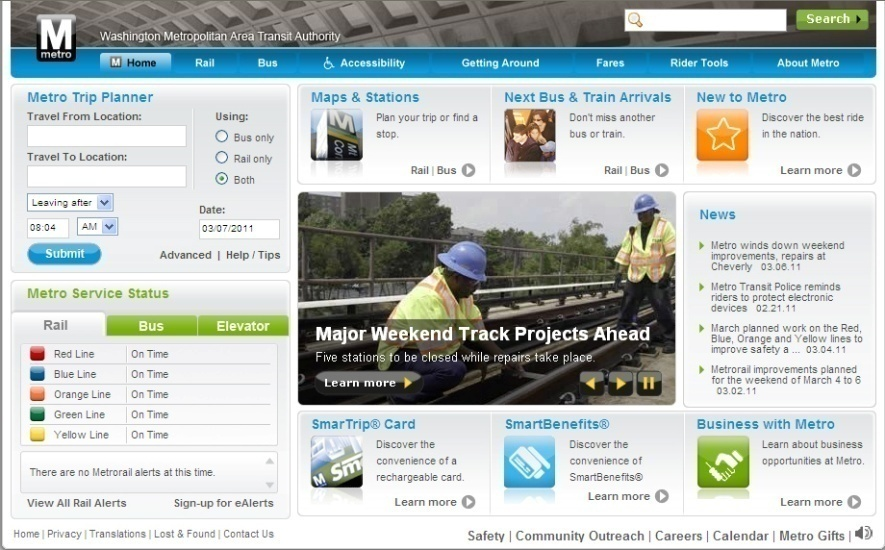 M
metro
Washington Metropolitan Area Transit Authority
Search
M Home
Rail
Bus
Accessibility
Getting Around
Fares
Rider Tools
About Metro
Metro Trip Planner
Travel From Location:
Travel To Location:
Using:
Bus only
Rail only
Both
Leaving after
08:04
AM
Date:
03/07/2011
Submit
Advanced | Help / Tips
Metro Service Status
Rail
Bus
Elevator
Red Line On Time
Blue Line On Time
Orange Line On Time
Green Line On Time
Yellow Line On Time
There are no Metrorail alerts at this time.
View All Rail Alerts
Sign-up for eAlerts
Maps & Stations
Plan your trip or find a
stop.
Rail | Bus
Next Bus & Train Arrivals
Don't miss another
bus or train.
Rail | Bus
New to Metro
Discover the best ride
in the nation.
Learn more
Major Weekend Track Projects Ahead
Five stations to be closed while repairs take place.
Learn more
News
Metro winds down weekend
improvements, repairs at
Cheverly 03.06.11
Metro Transit Police reminds
riders to protect electronic
devices 02.21.11
March planned work on the Red,
Blue, Orange and Yellow lines to
improve safety a ... 03.04.11
Metrorail improvements planned
for the weekend of March 4 to 6
03.02.11
SmarTrip® Card
Discover the
convenience of a
rechargeable card.
Learn more
SmartBenefits®
Discover the
convenience of
SmartBenefits®
Learn more
Business with Metro
Learn about business
opportunities at Metro.
Learn more
Home | Privacy | Translations | Lost & Found | Contact Us
Safety | Community Outreach | Careers | Calendar | Metro Gifts |